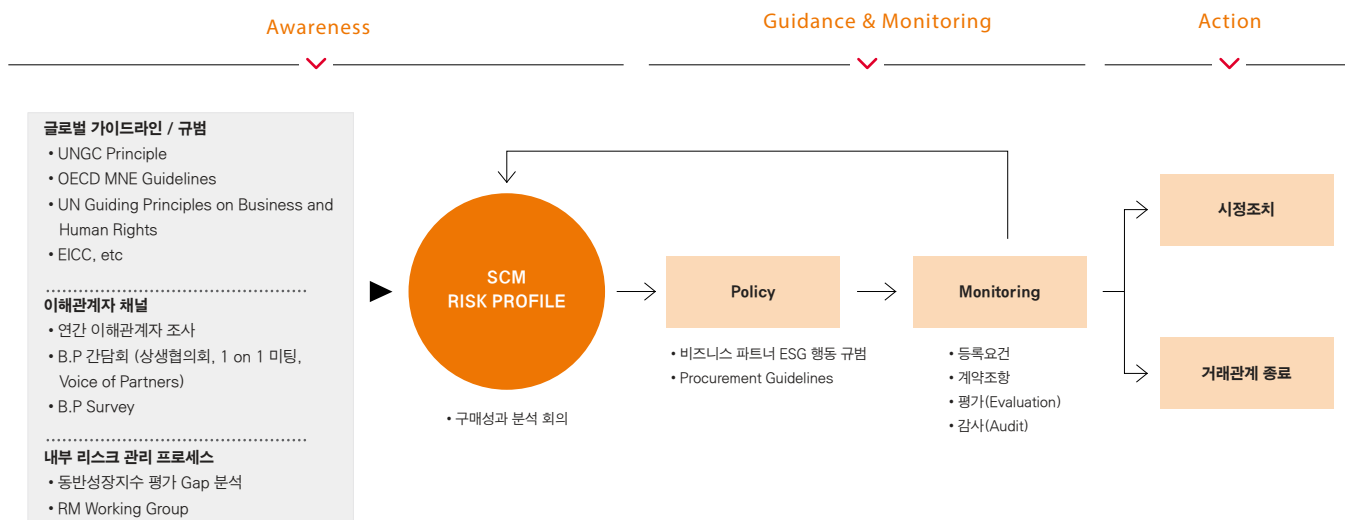 Awareness
Guidance & Monitoring
Action
글로벌 가이드라인 / 규범
• UNGC Principle
• OECD MNE Guidelines
• UN Guiding Principles on Business and
Human Rights
• EICC, etc
이해관계자 채널
• 연간 이해관계자 조사
• B.P 간담회 (상생협의회, 1 on 1 미팅,
Voice of Partners)
• B.P Survey
내부 리스크 관리 프로세스
• 동반성장지수 평가 Gap 분석
• RM Working Group
SCM
RISK PROFILE
• 구매성과 분석 회의
Policy
• 비즈니스 파트너 ESG 행동 규범
• Procurement Guidelines
Monitoring
• 등록요건
• 계약조항
• 평가(Evaluation)
• 감사(Audit)
시정조치
거래관계 종료